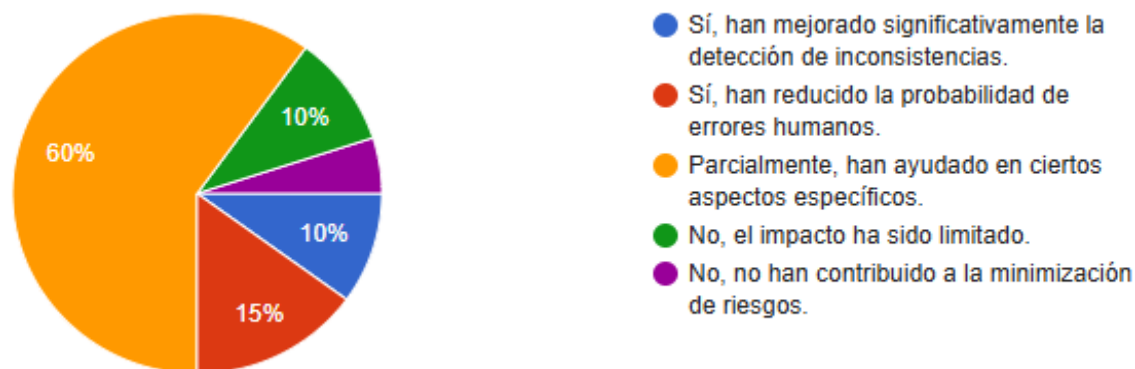 60%
10%
10%
15%
Sí, han mejorado significativamente la
detección de inconsistencias.
Sí, han reducido la probabilidad de
errores humanos.
Parcialmente, han ayudado en ciertos
aspectos específicos.
No, el impacto ha sido limitado.
No, no han contribuido a la minimización
de riesgos.